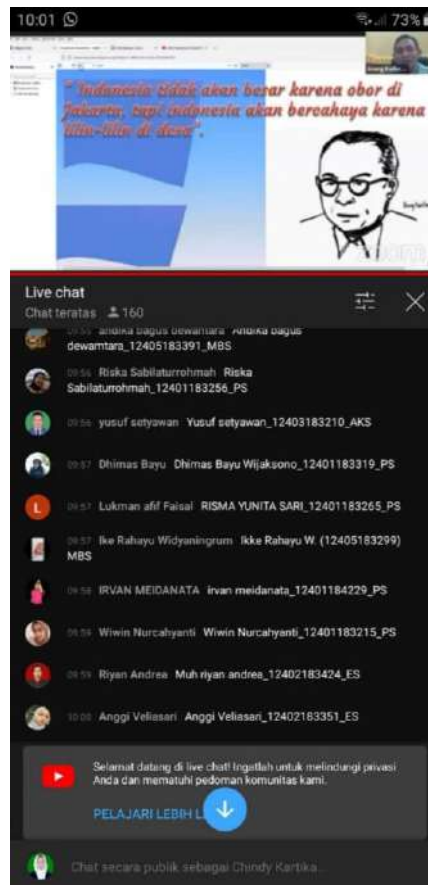 10:01
73%
" Indonesia tidak akan besar karena obor di
Jakarta, tapi indonesia akan bercahaya karena
lilin-lilin di desa".
zoom
Live chat
Chat teratas 160
09:55 andika bagus dewantara Andika bagus
dewamtara_12405183391_MBS
09:56 Riska Sabilaturrohmah Riska
Sabilaturrohmah_12401183256_PS
09:56 yusuf setyawan Yusuf setyawan_12403183210_AKS
09:57 Dhimas Bayu Dhimas Bayu Wijaksono_12401183319_PS
L
09:57 Lukman afif Faisal RISMA YUNITA SARI_12401183265_PS
09:57 Ike Rahayu Widyaningrum Ikke Rahayu W. (12405183299)
MBS
09:58 IRVAN MEIDANATA irvan meidanata_12401184229_PS
09:59 Wiwin Nurcahyanti Wiwin Nurcahyanti_12401183215_PS
09:59 Riyan Andrea Muh riyan andrea_12402183424_ES
10:00 Anggi Veliasari Anggi Veliasari_12402183351_ES
Selamat datang di live chat! Ingatlah untuk melindungi privasi
Anda dan mematuhi pedoman komunitas kami.
PELAJARI LEBIH L
Chat secara publik sebagai Chindy Kartika...